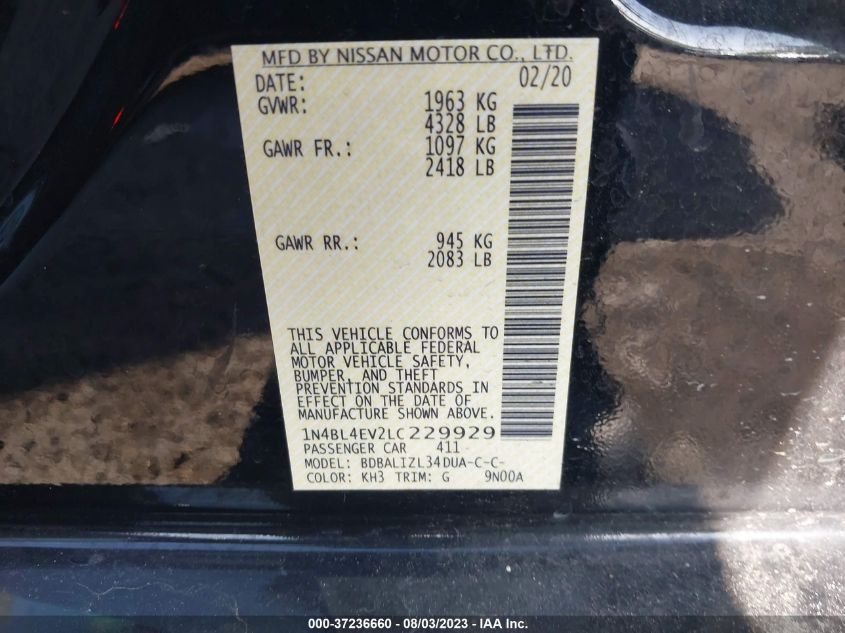 MFD BY NISSAN MOTOR CO., LTD.
DATE: 02/20
GVWR: 1963 KG
4328 LB
GAWR FR.: 1097 KG
2418 LB
GAWR RR.: 945 KG
2083 LB
THIS VEHICLE CONFORMS TO
ALL APPLICABLE FEDERAL
MOTOR VEHICLE SAFETY,
BUMPER, AND THEFT
PREVENTION STANDARDS IN
EFFECT ON THE DATE OF
MANUFACTURE SHOWN ABOVE.
1N4BL4EV2LC229929
PASSENGER CAR 411
MODEL: BDBALIZL34DUA-C-C-
COLOR: KH3 TRIM: G 9N00A
000-37236660 - 08/03/2023 - IAA Inc.